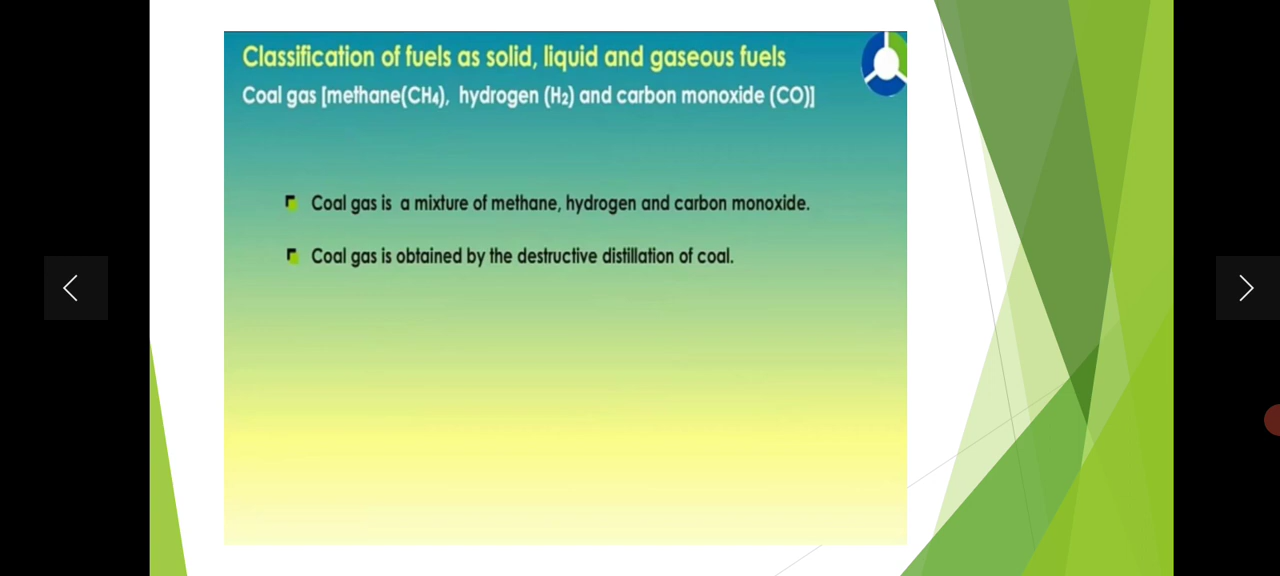 Classification of fuels as solid, liquid and gaseous fuels
Coal gas [methane(CH₄), hydrogen (H₂) and carbon monoxide (CO)]
Coal gas is a mixture of methane, hydrogen and carbon monoxide.
Coal gas is obtained by the destructive distillation of coal.